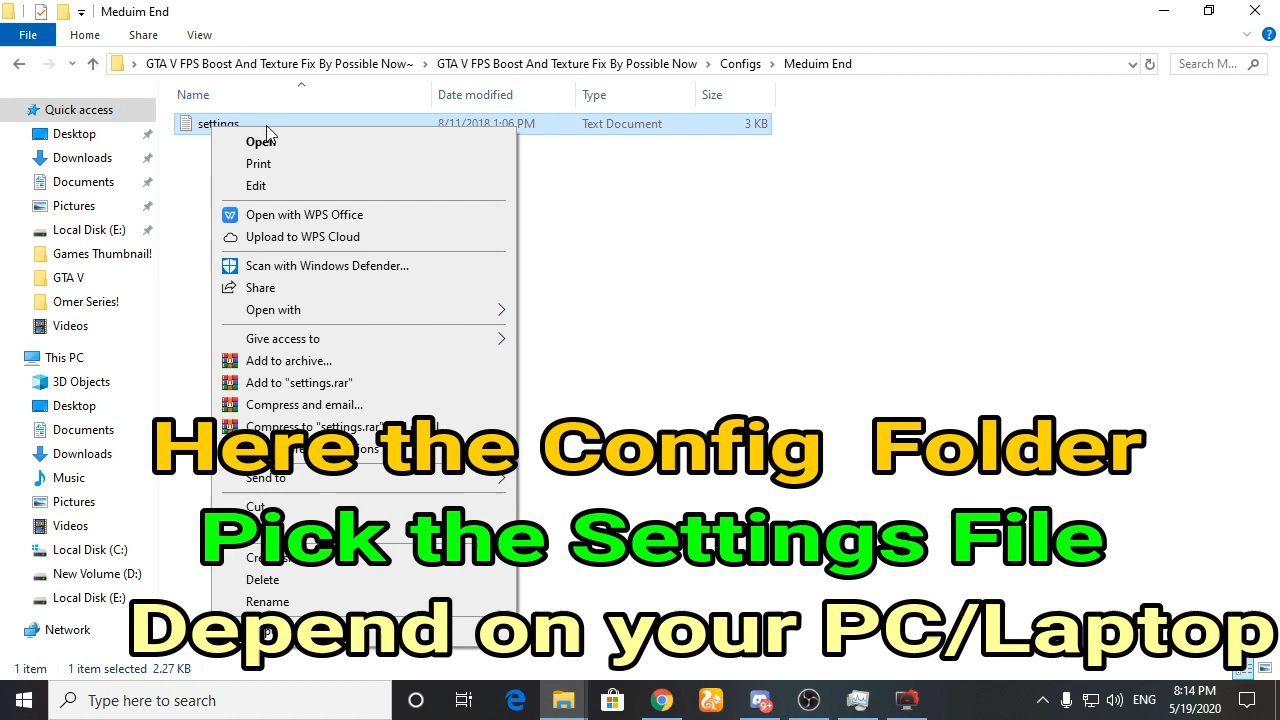 Meduim End
File Home Share View
GTA V FPS Boost And Texture Fix By Possible Now~ GTA V FPS Boost And Texture Fix By Possible Now Configs Meduim End Search M...
Name Date modified Type Size
Quick access
settings 8/11/2018 1:06 PM Text Document 3 KB
Desktop
Downloads
Documents
Pictures
Local Disk (E:)
Games Thumbnail!
GTA V
Omer Series!
Videos
This PC
3D Objects
Desktop
Documents
Downloads
Music
Pictures
Videos
Local Disk (C:)
New Volume (D:)
Local Disk (E:)
Network
Open
Print
Edit
Open with WPS Office
Upload to WPS Cloud
Scan with Windows Defender...
Share
Open with
Give access to
Add to archive...
Add to "settings.rar"
Compress and email...
Compress to "settings.rar"
Send to
Cut
Delete
Rename
Here the Config Folder
Pick the Settings File
Depend on your PC/Laptop
1 item 1 item selected 2.27 KB
Type here to search
9+
ENG
8:14 PM
5/19/2020